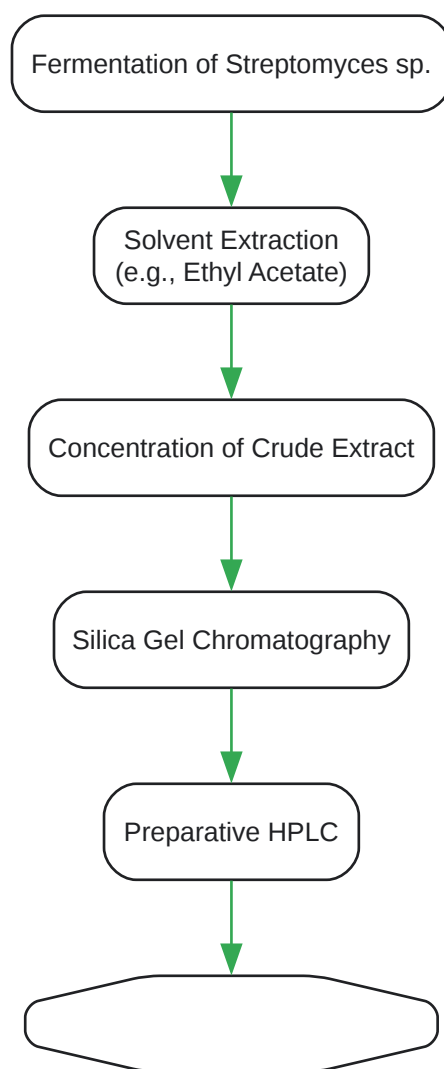 Fermentation of Streptomyces sp.
Solvent Extraction
(e.g., Ethyl Acetate)
Concentration of Crude Extract
Silica Gel Chromatography
Preparative HPLC